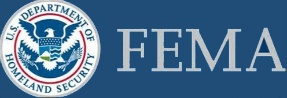 U.S. DEPARTMENT OF
HOMELAND SECURITY
FEMA